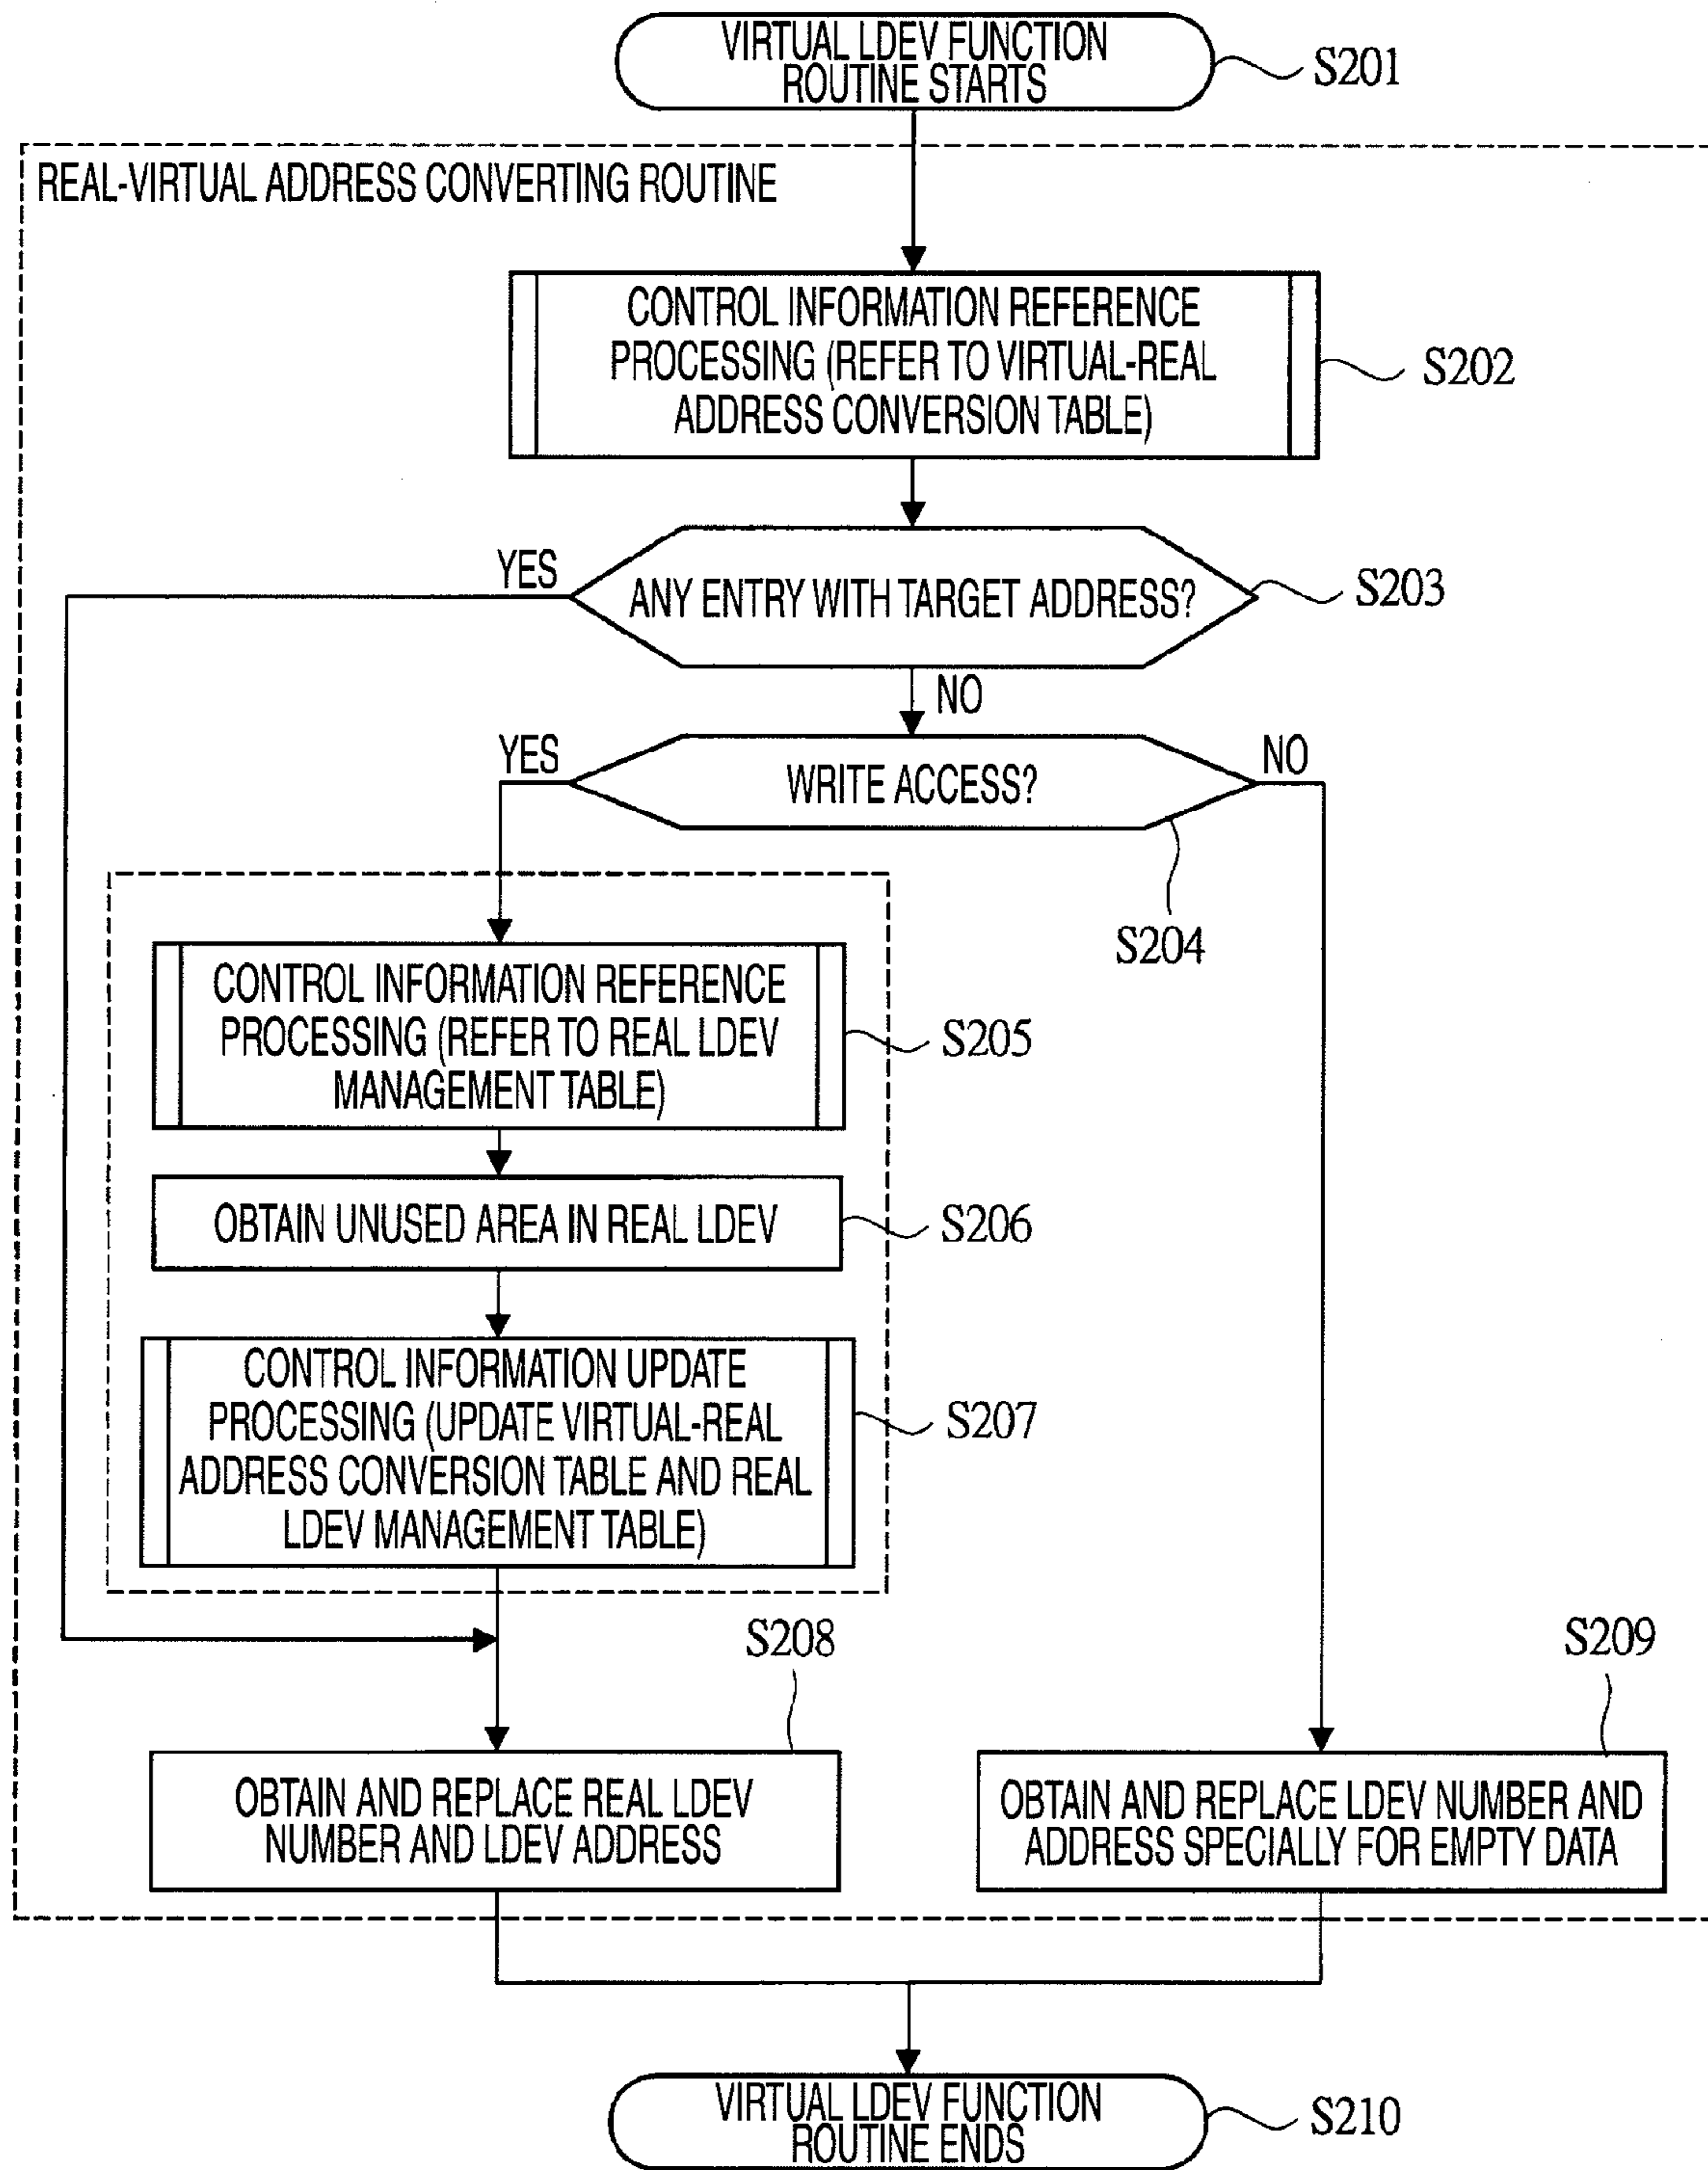 VIRTUAL LDEV FUNCTION
ROUTINE STARTS
S201
REAL-VIRTUAL ADDRESS CONVERTING ROUTINE
CONTROL INFORMATION REFERENCE
PROCESSING (REFER TO VIRTUAL-REAL
ADDRESS CONVERSION TABLE)
S202
YES
ANY ENTRY WITH TARGET ADDRESS?
S203
NO
YES
WRITE ACCESS?
NO
S204
CONTROL INFORMATION REFERENCE
PROCESSING (REFER TO REAL LDEV
MANAGEMENT TABLE)
S205
OBTAIN UNUSED AREA IN REAL LDEV
S206
CONTROL INFORMATION UPDATE
PROCESSING (UPDATE VIRTUAL-REAL
ADDRESS CONVERSION TABLE AND REAL
LDEV MANAGEMENT TABLE)
S207
S208
S209
OBTAIN AND REPLACE REAL LDEV
NUMBER AND LDEV ADDRESS
OBTAIN AND REPLACE LDEV NUMBER AND
ADDRESS SPECIALLY FOR EMPTY DATA
VIRTUAL LDEV FUNCTION
ROUTINE ENDS
S210